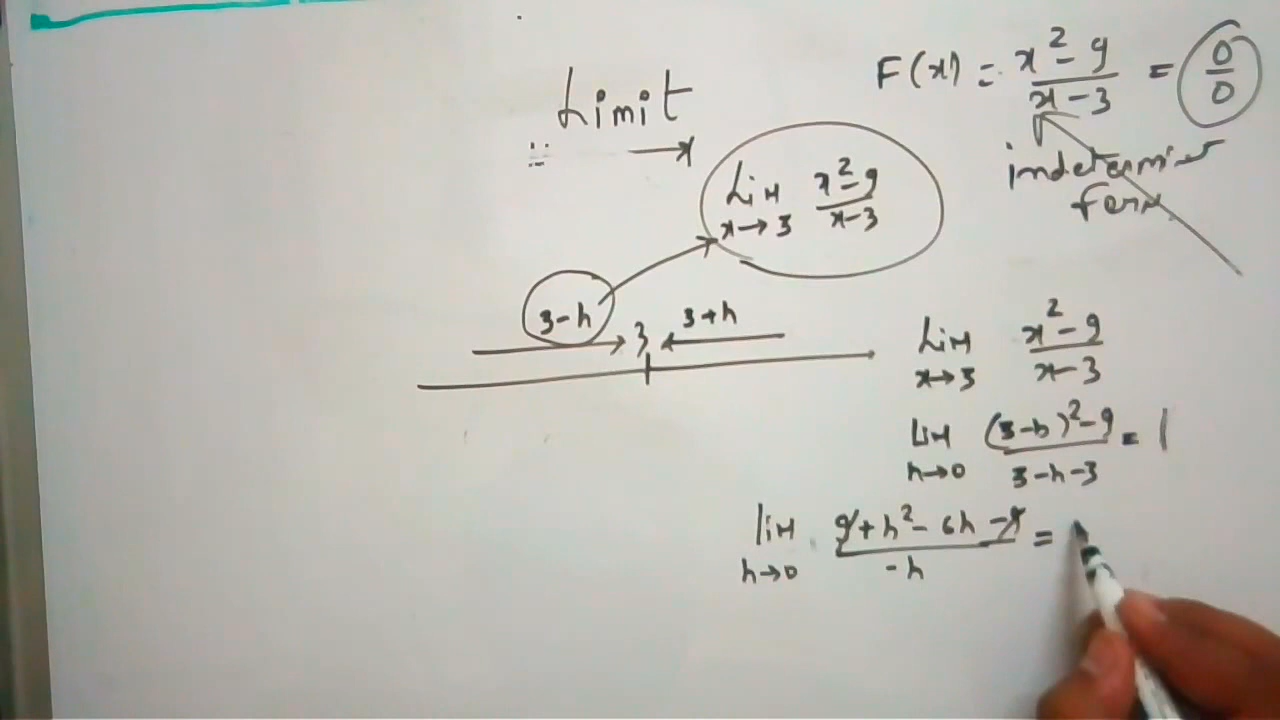 Limit
F(x) = x² - 9 / x - 3 = 0/0
indetermi
form
Lim x→3 x² - 9 / x - 3
3-h 3 3+h
Lim x→3 x² - 9 / x - 3
Lim h→0 (3-h)² - 9 / 3-h-3 =
lim h→0 9+h²-6h-9 / -h =